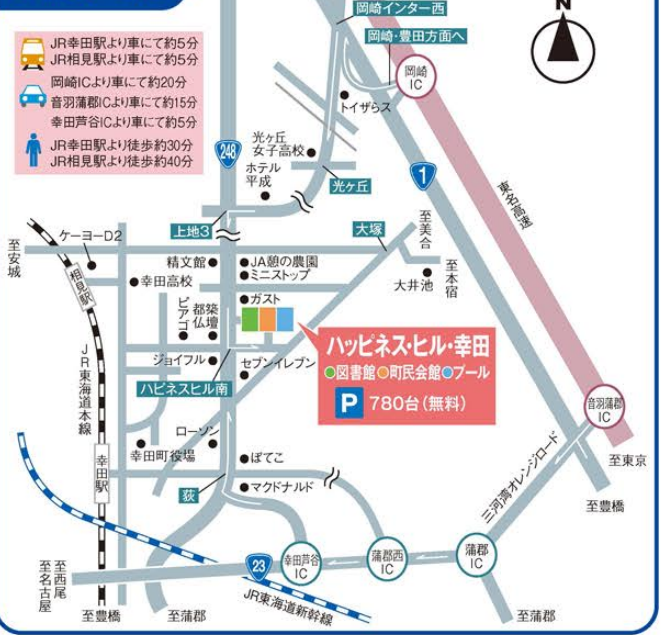 JR幸田駅より車にて約5分
JR相見駅より車にて約5分
岡崎ICより車にて約20分
音羽蒲郡ICより車にて約15分
幸田芦谷ICより車にて約5分
JR幸田駅より徒歩約30分
JR相見駅より徒歩約40分
岡崎インター西
岡崎・豊田方面へ
N
岡崎
IC
トイザらス
光ヶ丘
女子高校
248
ホテル
平成
光ヶ丘
1
東名高速
上地3
大塚
至美合
至本宿
大井池
至安城
ケーヨーD2
相見駅
精文館
JA憩の農園
ミニストップ
幸田高校
ガスト
ピアゴ
都築
仏壇
ジョイフル
セブンイレブン
ハピネスヒル南
ハッピネス・ヒル・幸田
図書館
町民会館
プール
P 780台(無料)
JR東海道本線
音羽蒲郡
IC
至東京
至豊橋
三河湾オレンジロード
ローソン
幸田町役場
幸田駅
ぽてこ
マクドナルド
荻
幸田芦谷
IC
蒲郡西
IC
蒲郡
IC
23
JR東海道新幹線
至西尾
至名古屋
至豊橋
至蒲郡
至蒲郡